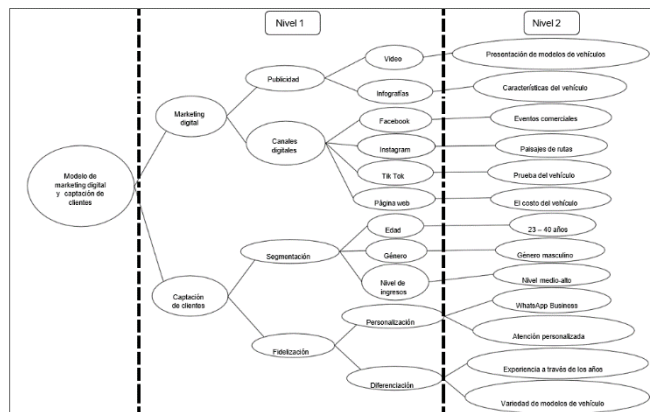 Nivel 1
Nivel 2
Modelo de
marketing digital
y captación de
clientes
Marketing
digital
Captación
de clientes
Publicidad
Canales
digitales
Segmentación
Fidelización
Video
Infografías
Facebook
Instagram
Tik Tok
Página web
Edad
Género
Nivel de
ingresos
Personalización
Diferenciación
Presentación de modelos de vehículos
Características del vehículo
Eventos comerciales
Paisajes de rutas
Prueba del vehículo
El costo del vehículo
23 – 40 años
Género masculino
Nivel medio-alto
WhatsApp Business
Atención personalizada
Experiencia a través de los años
Variedad de modelos de vehículo